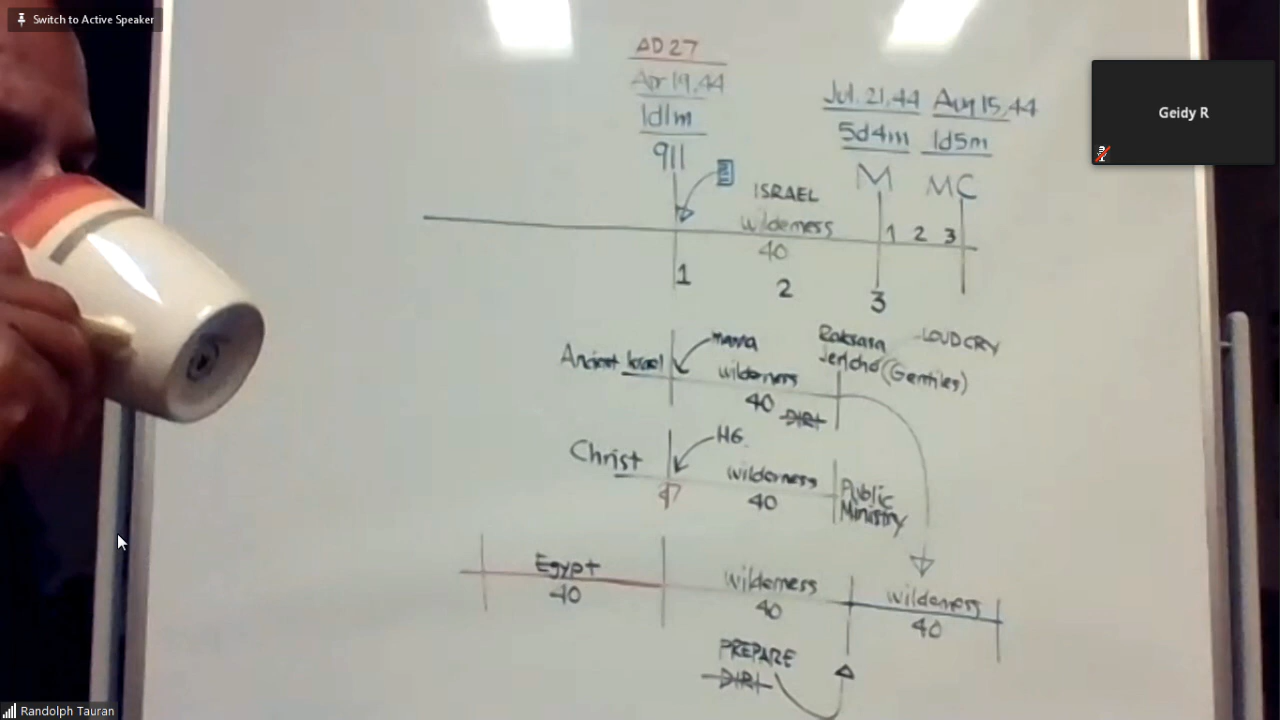 Switch to Active Speaker
Geidy R
AD 27
Apr 19, 44
1d1m
911
Jul. 21, 44
5d4m
M
Aug 15, 44
1d5m
MC
ISRAEL
wilderness
40
1 2 3
1
2
3
Ancient Israel
mana
wilderness
40
DIRt
Jericho (Gentiles)
LOUD CRY
Christ
HG.
wilderness
40
Public
Ministry
Egypt
40
wilderness
40
wilderness
40
PREPARE
DIRt
Randolph Tauran